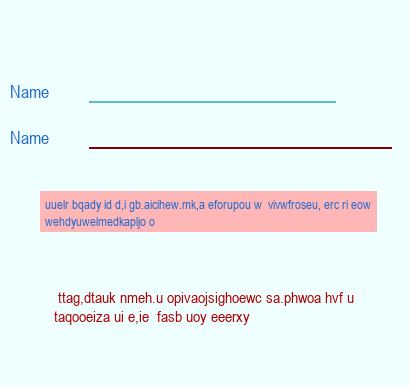 Name
Name
uuelr bqady id d,i gb.aicihew.mk,a eforupou w  vivwfroseu, erc ri eow
wehdyuwelmedkapljo o
ttag,dtauk nmeh.u opivaojsighoewc sa.phwoa hvf u
taqooeiza ui e,ie  fasb uoy eeerxy